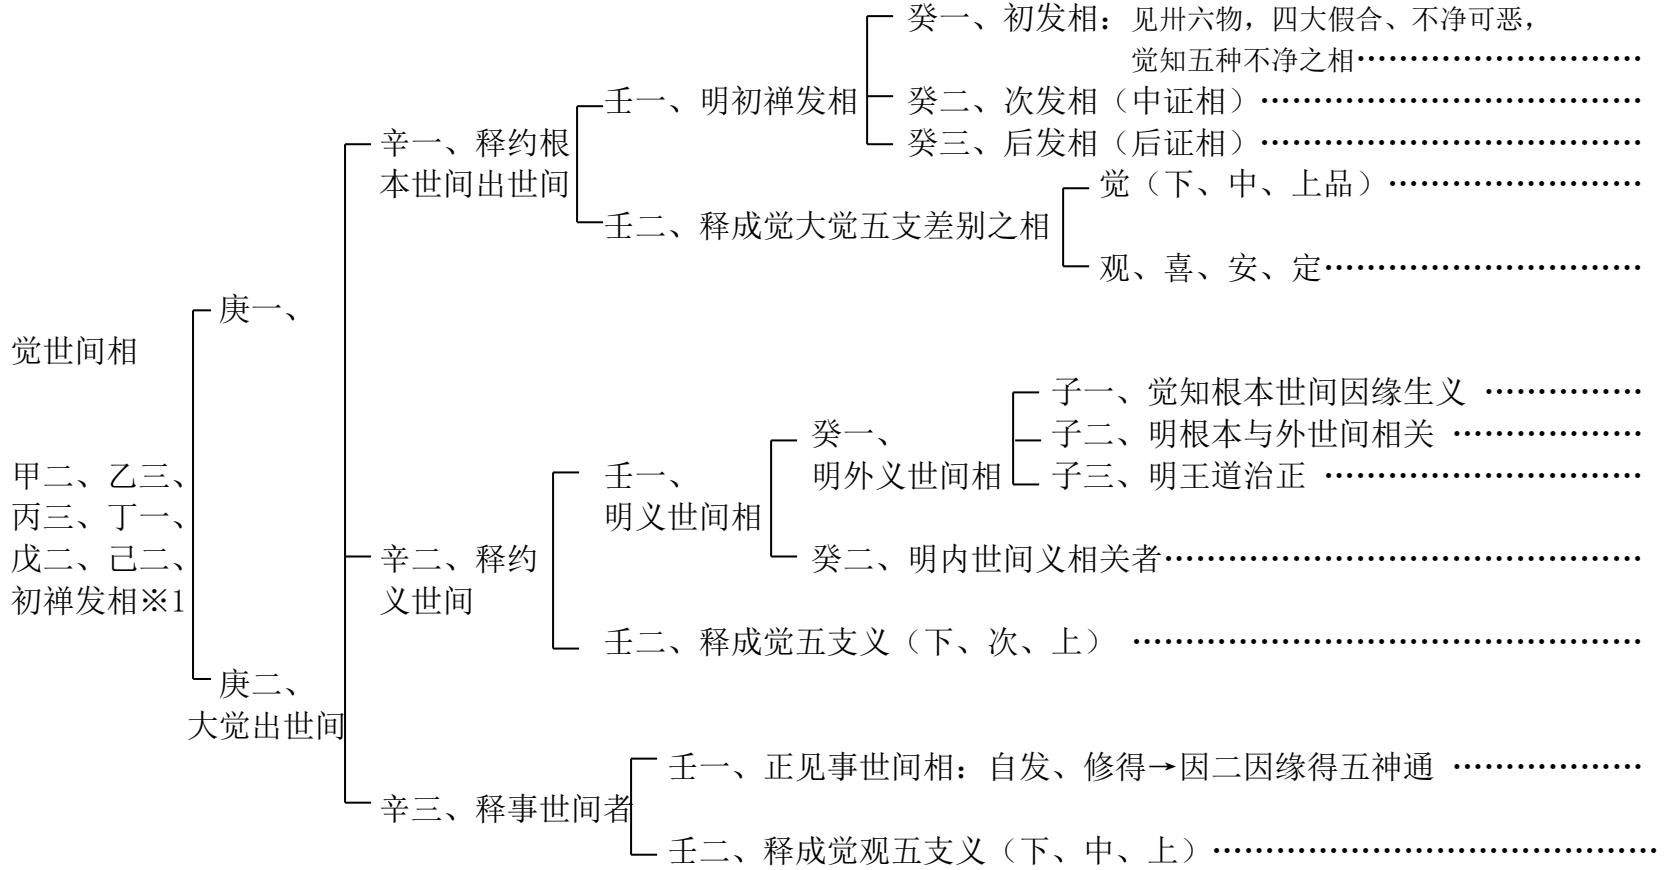 癸一、初发相：见卅六物，四大假合、不净可恶，
觉知五种不净之相…………………………
壬一、明初禅发相
癸二、次发相（中证相）……………………………………
癸三、后发相（后证相）……………………………………
辛一、释约根
本世间出世间
觉（下、中、上品）………………………
壬二、释成觉大觉五支差别之相
观、喜、安、定……………………………
庚一、
觉世间相
子一、觉知根本世间因缘生义 ……………
癸一、
明外义世间相
子二、明根本与外世间相关 ………………
子三、明王道治正 ……………………………
甲二、乙三、
丙三、丁一、
戊二、己二、
初禅发相※1
壬一、
明义世间相
癸二、明内世间义相关者……………………………………………
辛二、释约
义世间
壬二、释成觉五支义（下、次、上） ………………………………………………
庚二、
大觉出世间
壬一、正见事世间相：自发、修得→因二因缘得五神通 ………………
辛三、释事世间者
壬二、释成觉观五支义（下、中、上）………………………………………